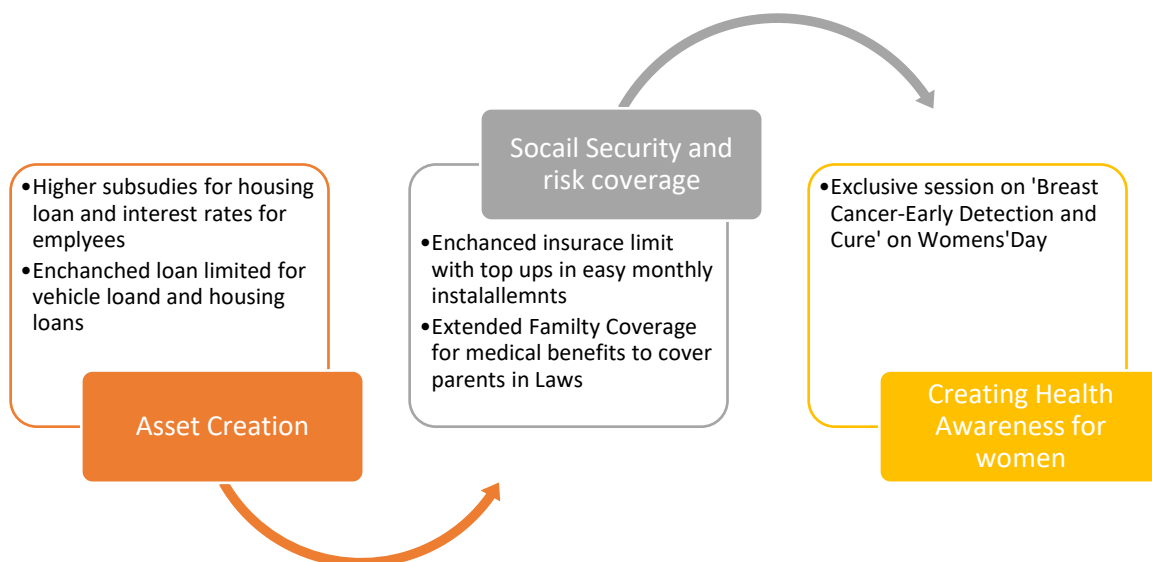 •Higher subsudies for housing
loan and interest rates for
emplyees
•Enchanched loan limited for
vehicle loand and housing
loans
Asset Creation
Socail Security and
risk coverage
•Enchanced insurace limit
with top ups in easy monthly
instalallemnts
•Extended Familty Coverage
for medical benefits to cover
parents in Laws
•Exclusive session on 'Breast
Cancer-Early Detection and
Cure' on Womens'Day
Creating Health
Awareness for
women